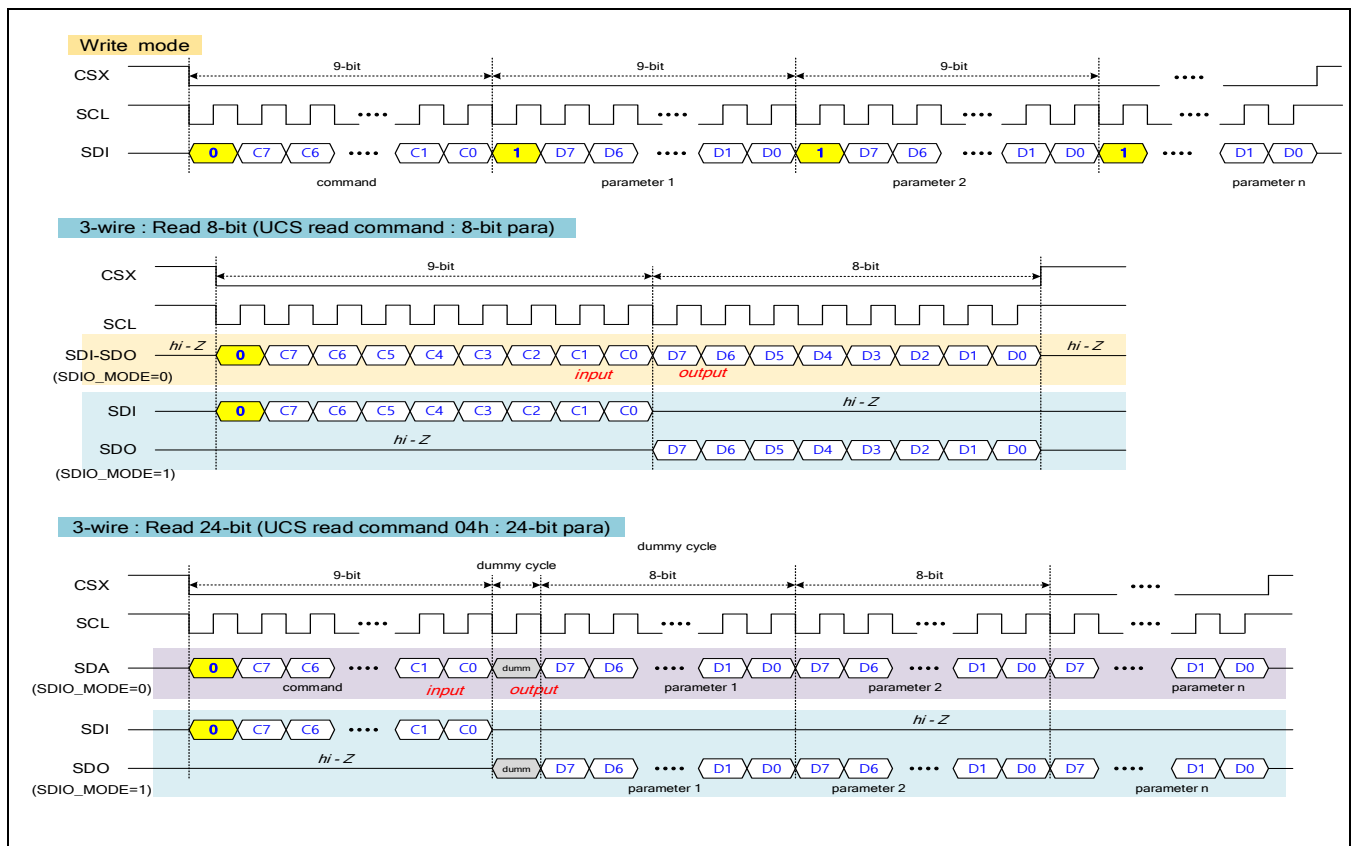 Write mode
CSX 9-bit 9-bit 9-bit ••••
SCL •••• •••• •••• ••••
SDI 0 C7 C6 •••• C1 C0 1 D7 D6 •••• D1 D0 1 D7 D6 •••• D1 D0 1 •••• D1 D0
command parameter 1 parameter 2 parameter n
3-wire : Read 8-bit (UCS read command : 8-bit para)
CSX 9-bit 8-bit
SCL
SDI-SDO hi - Z 0 C7 C6 C5 C4 C3 C2 C1 C0 D7 D6 D5 D4 D3 D2 D1 D0 hi - Z
(SDIO_MODE=0) input output
SDI 0 C7 C6 C5 C4 C3 C2 C1 C0 hi - Z
SDO hi - Z D7 D6 D5 D4 D3 D2 D1 D0
(SDIO_MODE=1)
3-wire : Read 24-bit (UCS read command 04h : 24-bit para)
dummy cycle
dummy cycle
CSX 9-bit 8-bit 8-bit ••••
SCL •••• •••• •••• ••••
SDA 0 C7 C6 •••• C1 C0 dumm D7 D6 •••• D1 D0 D7 D6 •••• D1 D0 D7 •••• D1 D0
(SDIO_MODE=0) command input output parameter 1 parameter 2 parameter n
SDI 0 C7 C6 •••• C1 C0 hi - Z
SDO hi - Z dumm D7 D6 •••• D1 D0 D7 D6 •••• D1 D0 D7 •••• D1 D0
(SDIO_MODE=1) parameter 1 parameter 2 parameter n